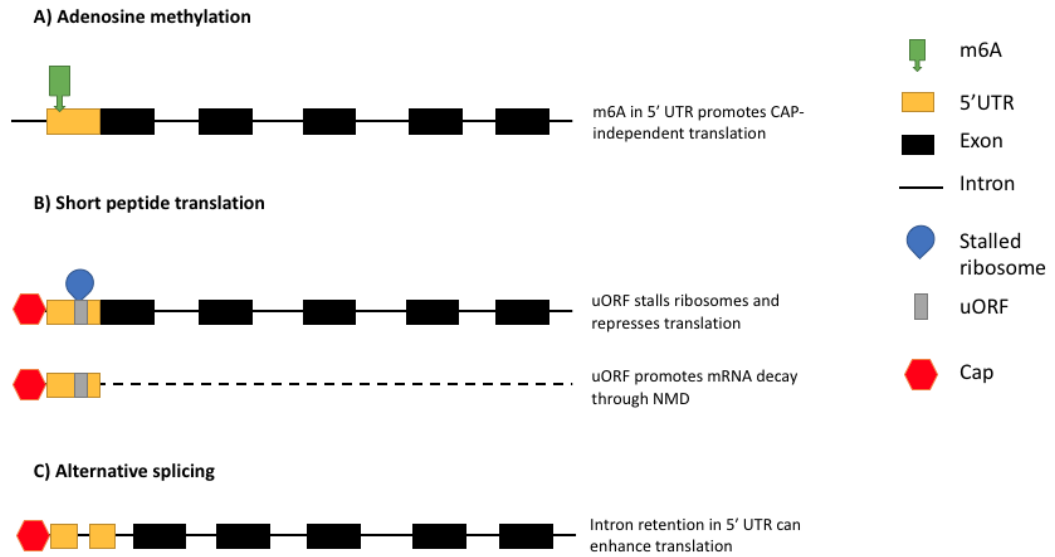 A) Adenosine methylation
m6A in 5' UTR promotes CAP-
independent translation
B) Short peptide translation
uORF stalls ribosomes and
represses translation
uORF promotes mRNA decay
through NMD
C) Alternative splicing
Intron retention in 5' UTR can
enhance translation
m6A
5'UTR
Exon
Intron
Stalled
ribosome
uORF
Cap